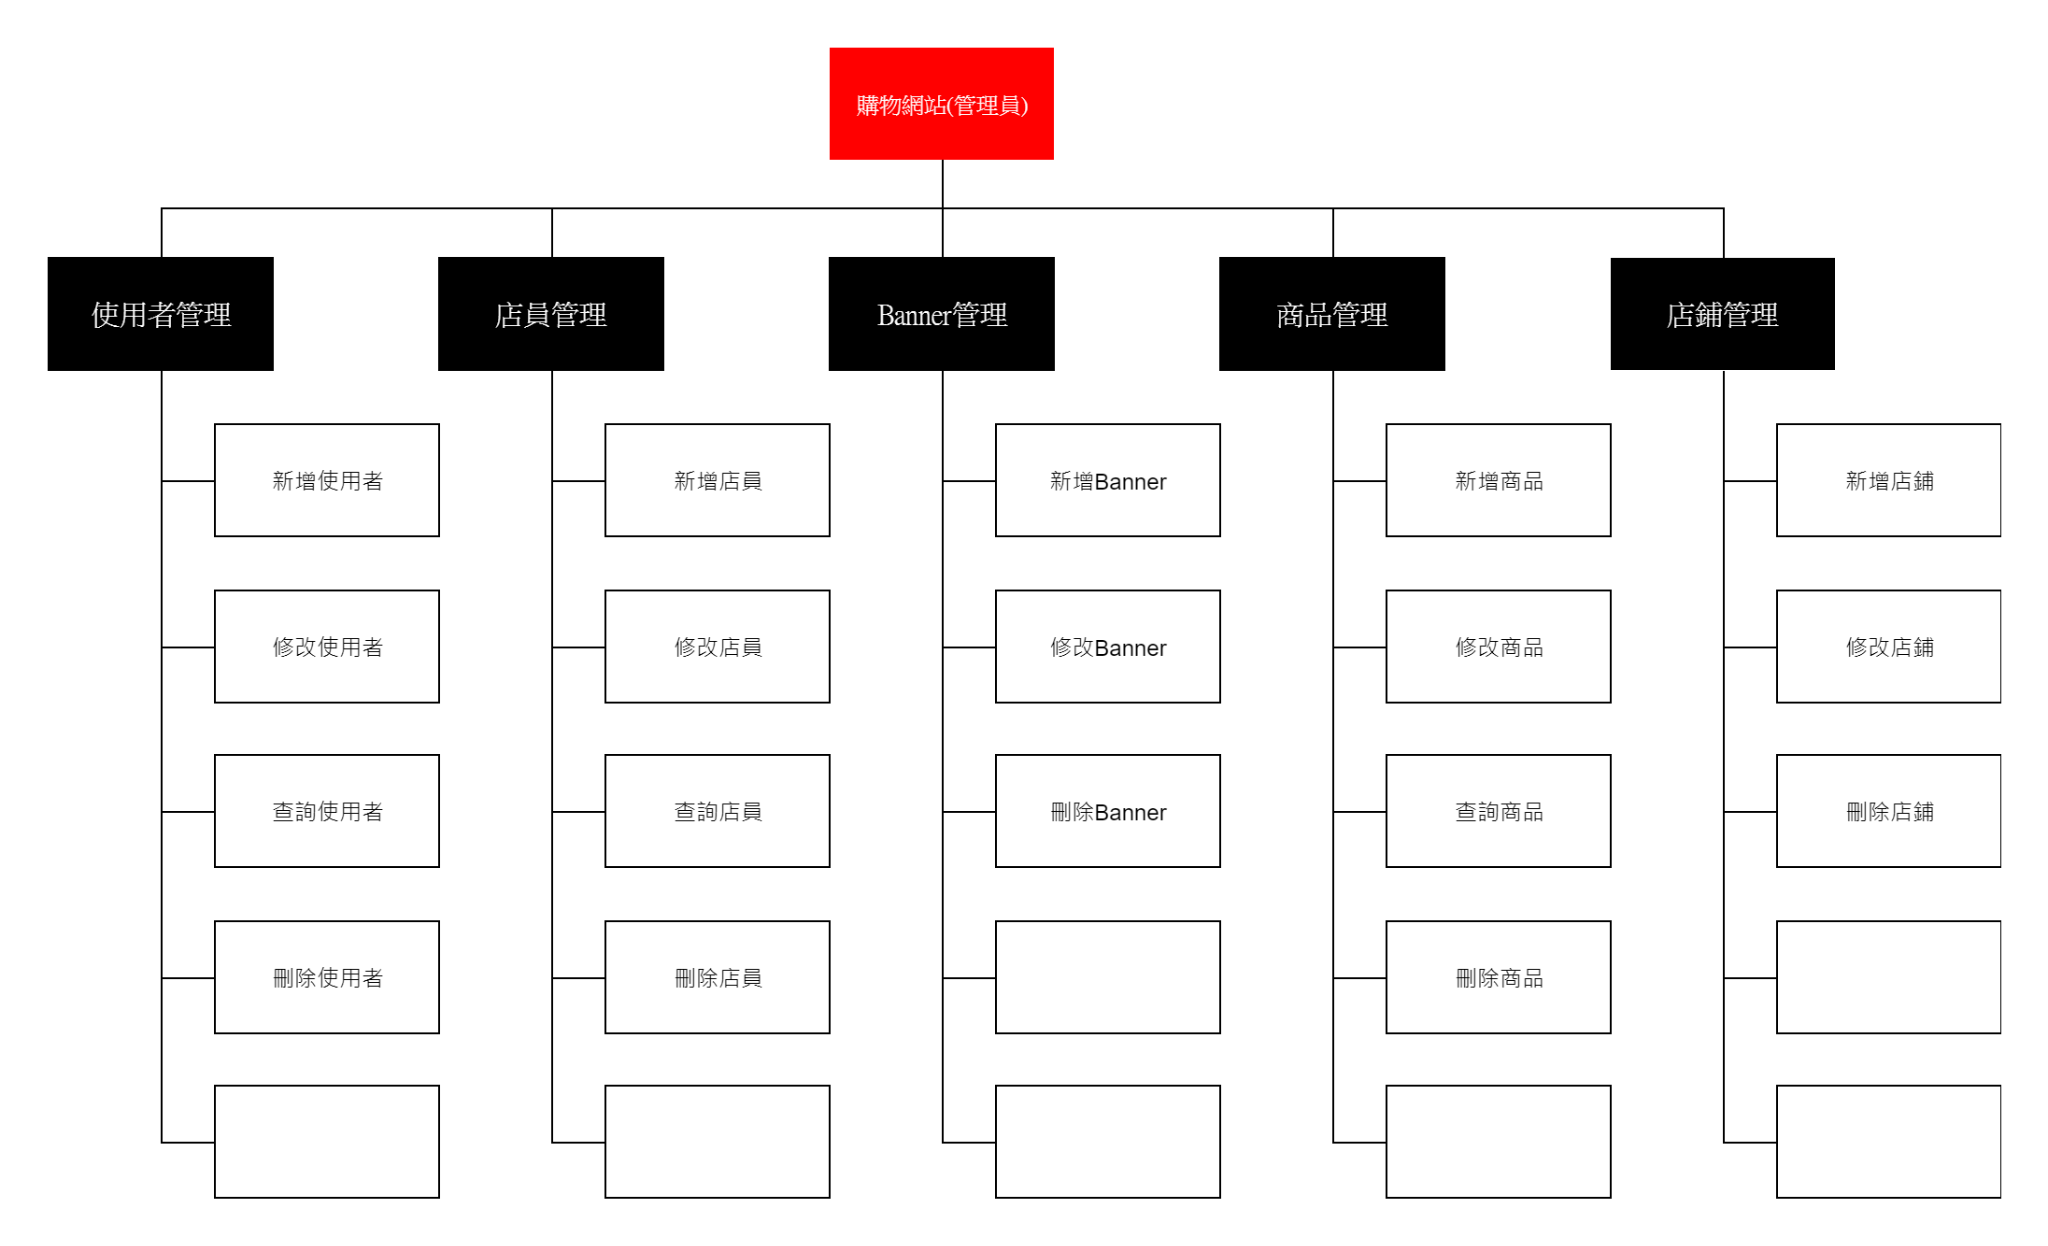 購物網站(管理員)
使用者管理
店員管理
Banner管理
商品管理
店鋪管理
新增使用者
新增店員
新增Banner
新增商品
新增店鋪
修改使用者
修改店員
修改Banner
修改商品
修改店鋪
查詢使用者
查詢店員
刪除Banner
查詢商品
刪除店鋪
刪除使用者
刪除店員
刪除商品